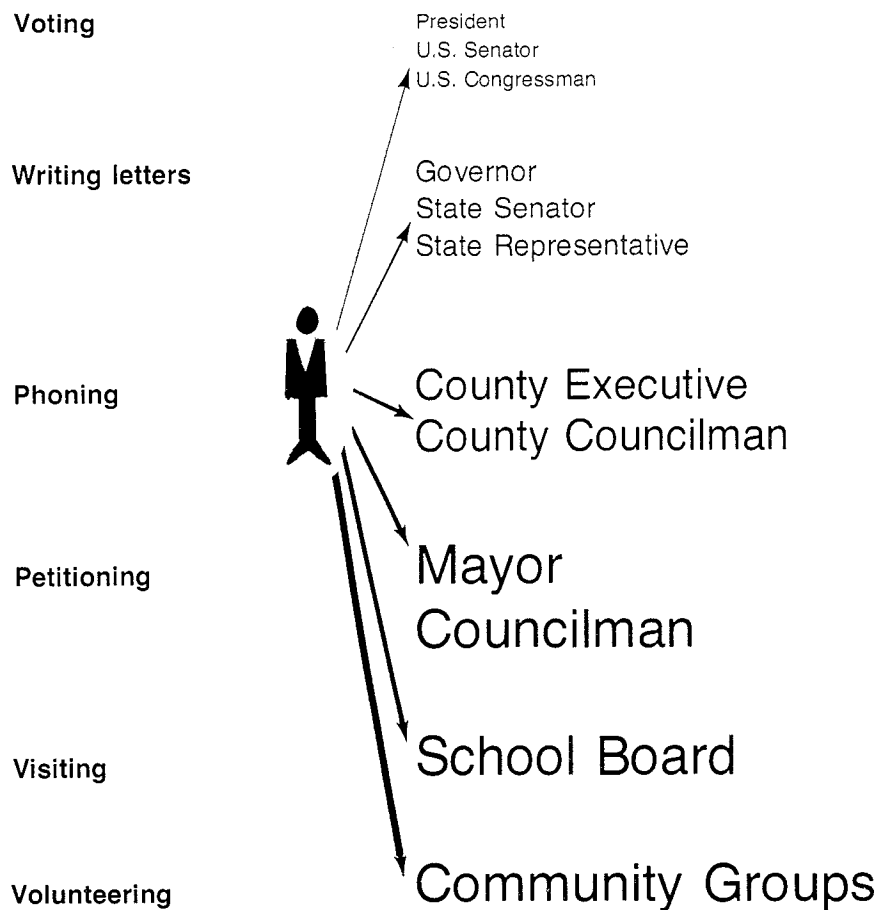 Voting
President
U.S. Senator
U.S. Congressman
Writing letters
Governor
State Senator
State Representative
Phoning
County Executive
County Councilman
Petitioning
Mayor
Councilman
Visiting
School Board
Volunteering
Community Groups